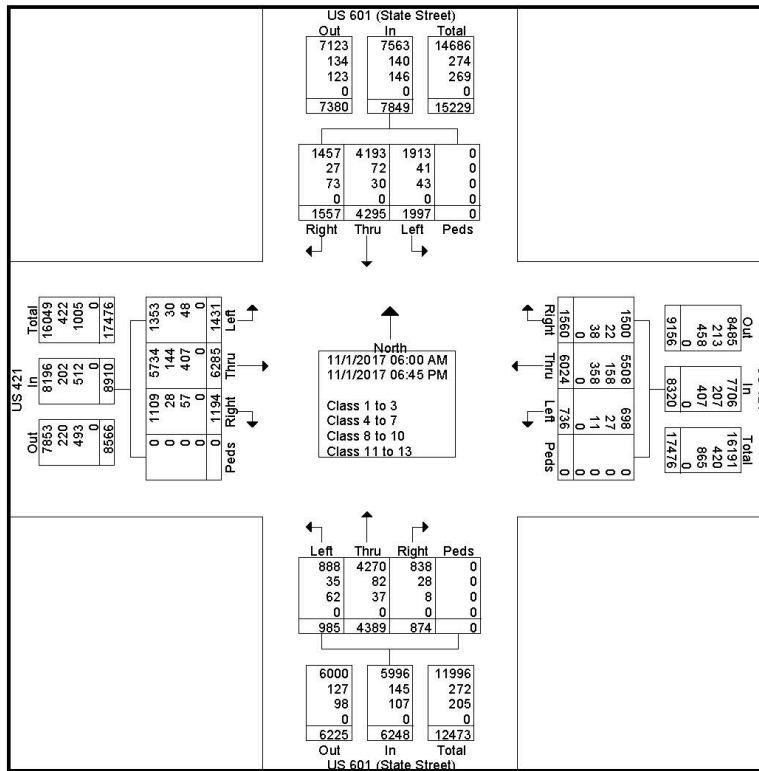 US 601 (State Street)
Out In Total
7123 7563 14686
134 140 274
123 146 269
0 0 0
7380 7849 15229
1457 4193 1913 0
27 72 41 0
73 30 43 0
0 0 0 0
1557 4295 1997 0
Right Thru Left Peds
US 421
Total 16049 422 1005 0 17476
In 8196 202 512 0 8910
Out 7853 220 493 0 8566
1353 30 48 0 1431 Left
5734 144 407 0 6285 Thru
1109 28 57 0 1194 Right
0 0 0 0 0 Peds
North
11/1/2017 06:00 AM
11/1/2017 06:45 PM
Class 1 to 3
Class 4 to 7
Class 8 to 10
Class 11 to 13
Right 1560 0 38 22 1500
Thru 6024 0 358 158 5508
Left 736 0 11 27 698
Peds 0 0 0 0 0
Out 8485 213 458 0 9156
In 7706 207 407 0 8320
Total 16191 420 865 0 17476
Left Thru Right Peds
888 4270 838 0
35 82 28 0
62 37 8 0
0 0 0 0
985 4389 874 0
6000 5996 11996
127 145 272
98 107 205
0 0 0
6225 6248 12473
Out In Total
US 601 (State Street)